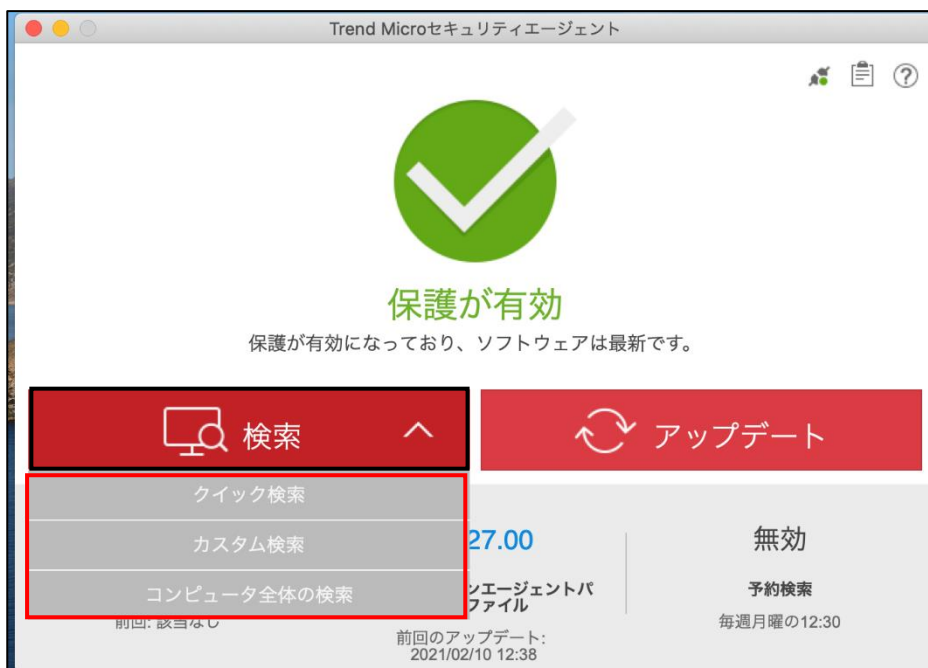 Trend Microセキュリティエージェント
保護が有効
保護が有効になっており、ソフトウェアは最新です。
検索
アップデート
クイック検索
カスタム検索
コンピュータ全体の検索
前回: 該当なし
27.00
ンエージェントパ
ファイル
前回のアップデート:
2021/02/10 12:38
無効
予約検索
毎週月曜の12:30